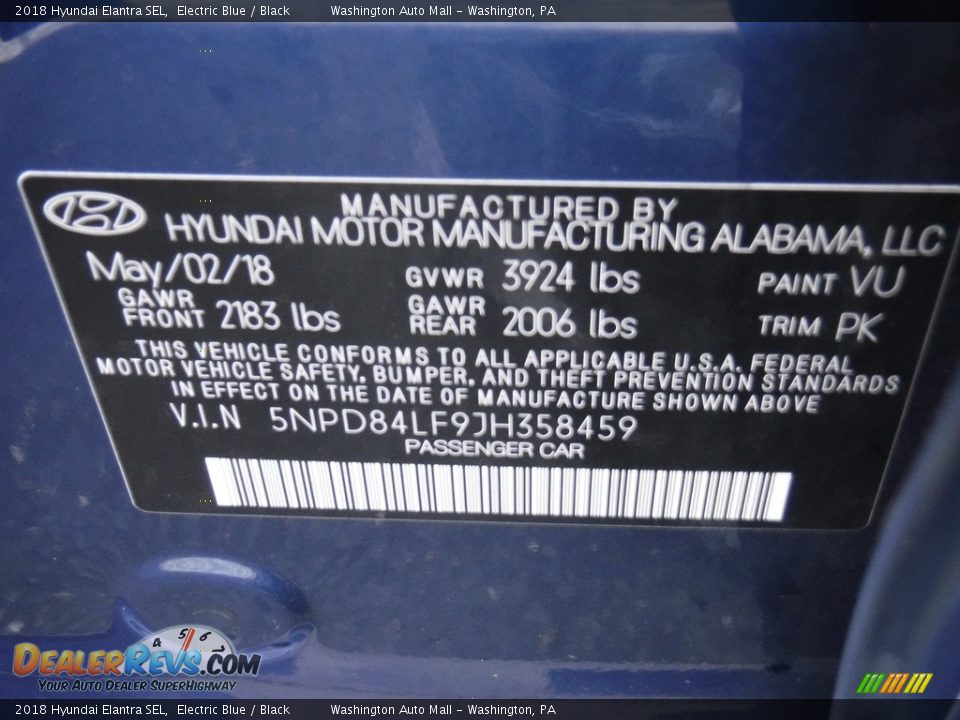 2018 Hyundai Elantra SEL, Electric Blue / Black Washington Auto Mall – Washington, PA
MANUFACTURED BY
HYUNDAI MOTOR MANUFACTURING ALABAMA, LLC
May/02/18 GVWR 3924 lbs PAINT VU
GAWR FRONT 2183 lbs GAWR REAR 2006 lbs TRIM PK
THIS VEHICLE CONFORMS TO ALL APPLICABLE U.S.A. FEDERAL
MOTOR VEHICLE SAFETY, BUMPER, AND THEFT PREVENTION STANDARDS
IN EFFECT ON THE DATE OF MANUFACTURE SHOWN ABOVE
V.I.N 5NPD84LF9JH358459
PASSENGER CAR
4 5 6 7
DEALERREVS.COM
YOUR AUTO DEALER SUPERHIGHWAY
2018 Hyundai Elantra SEL, Electric Blue / Black Washington Auto Mall – Washington, PA